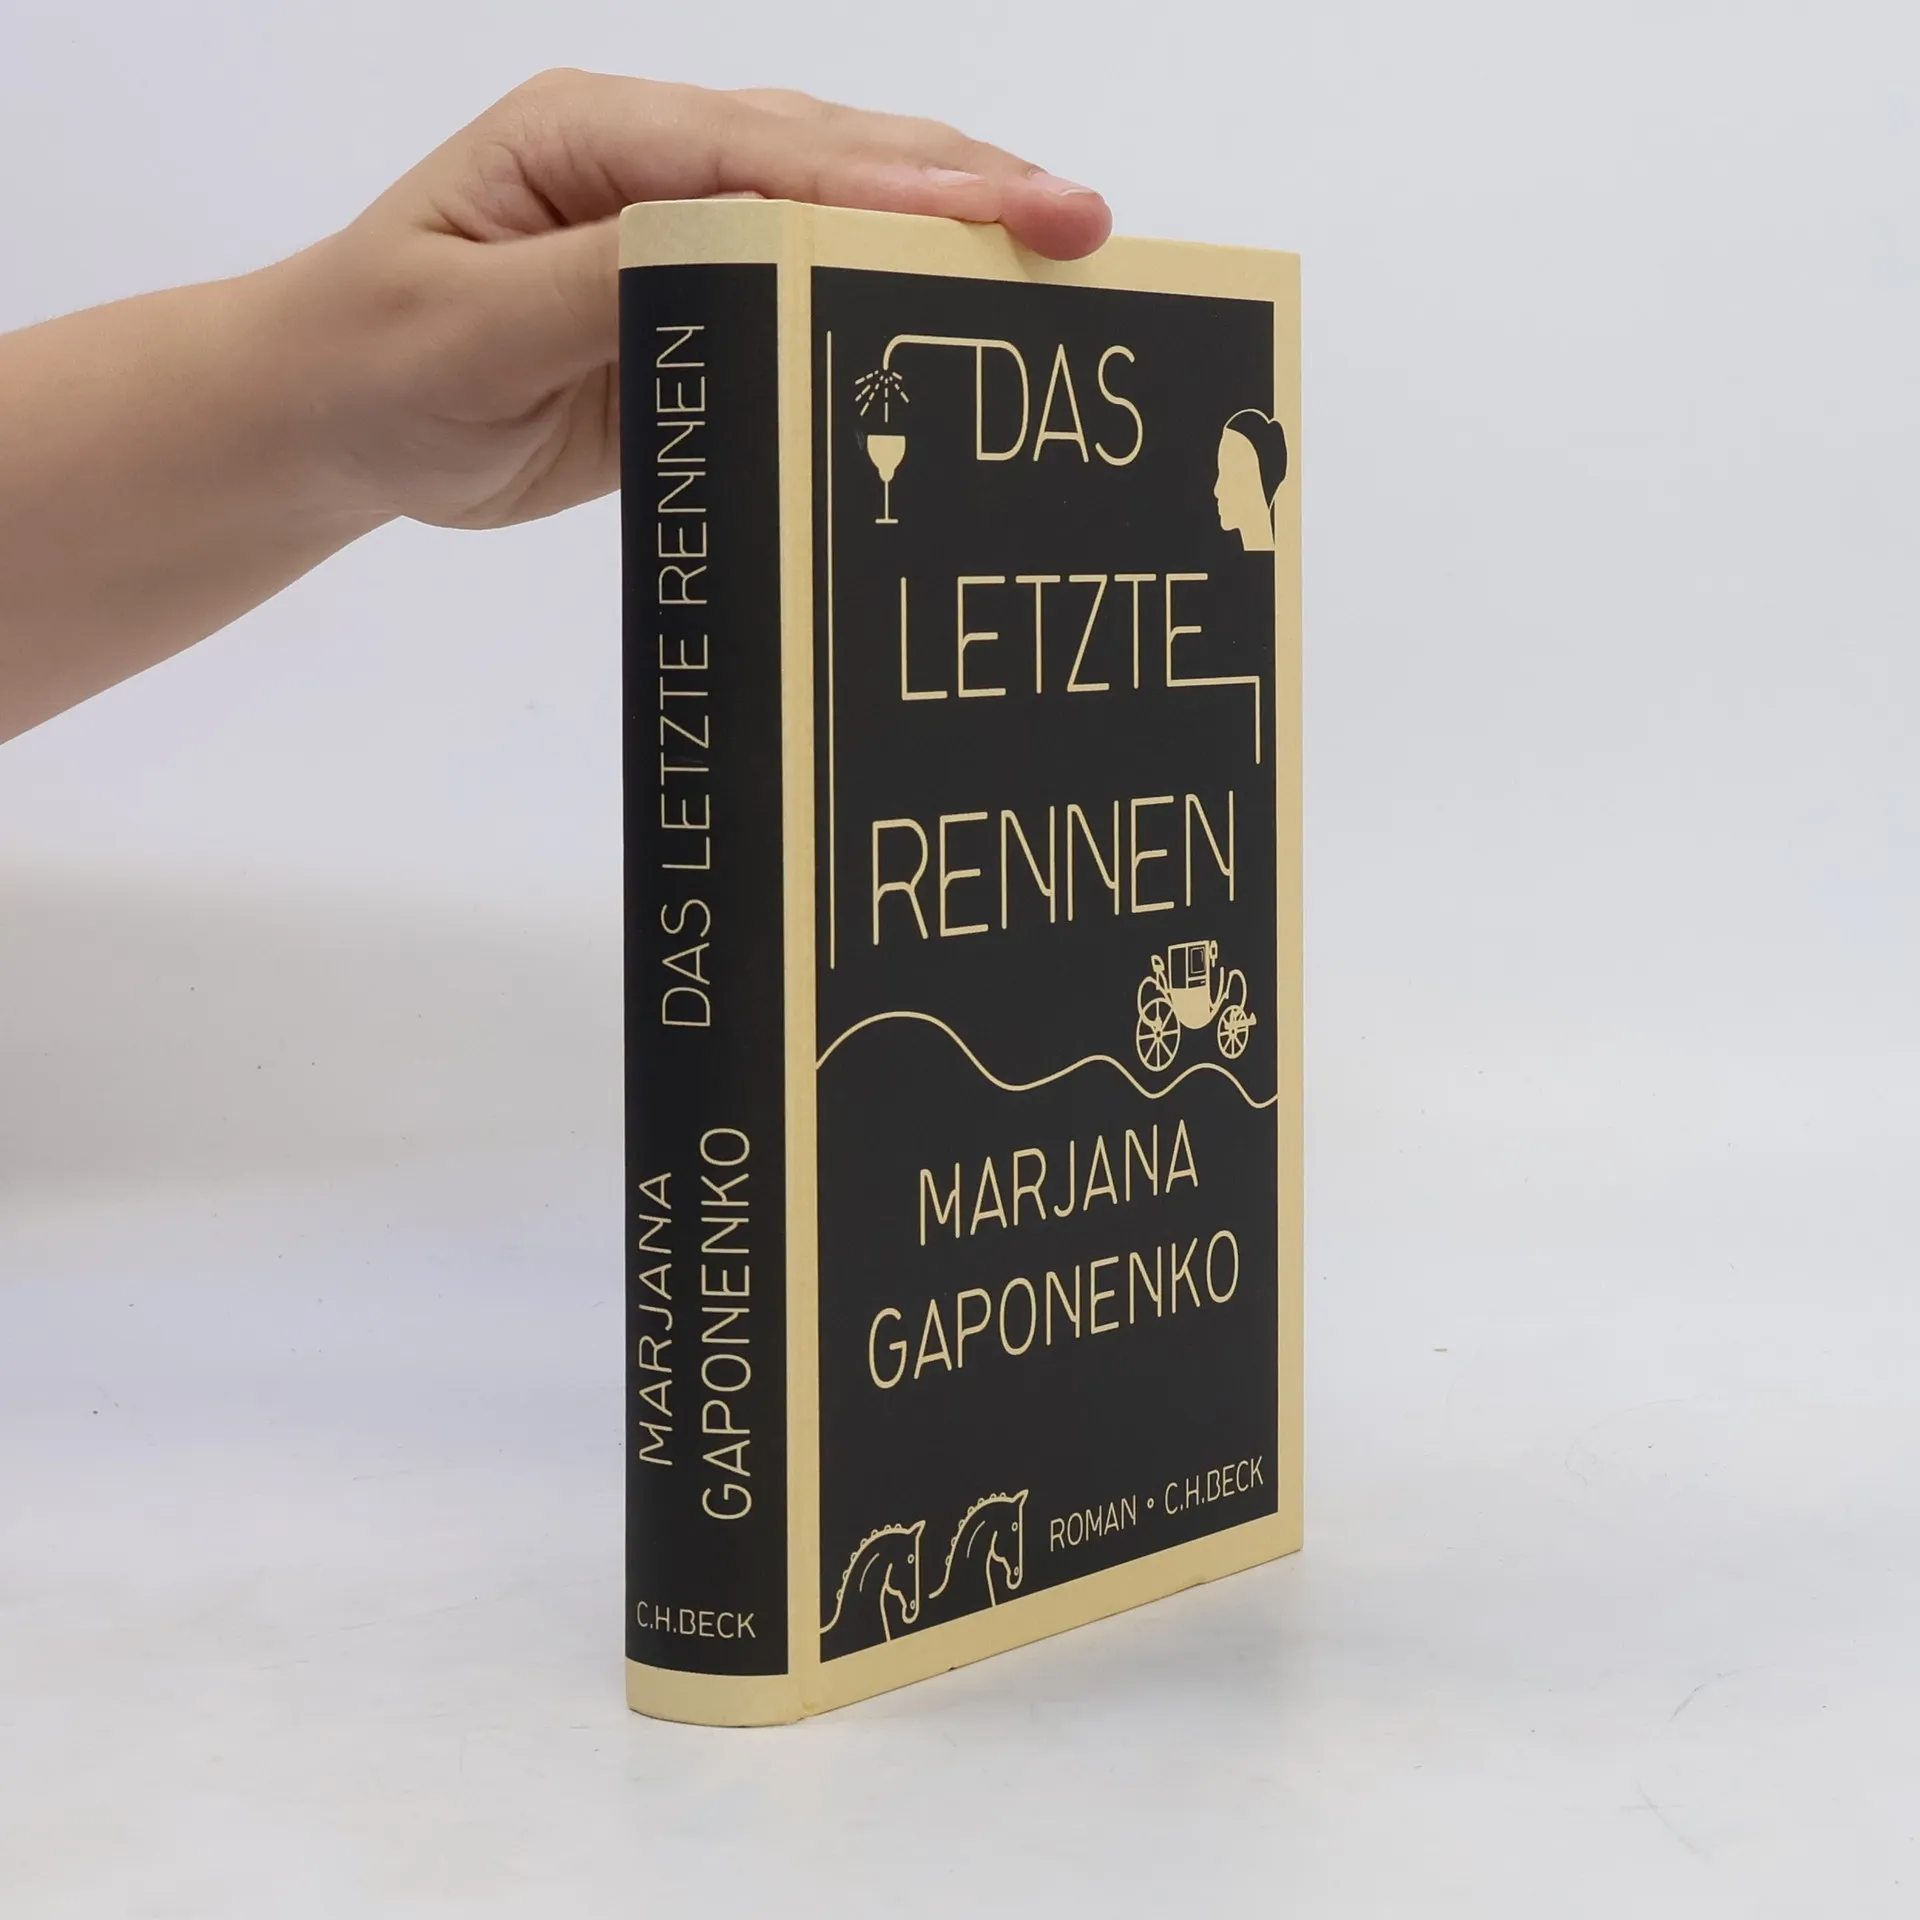 DAS LETZTE RENNEN
MARJANA
GAPONENKO
C.H.BECK
DAS
LETZTE
RENNEN
MARJANA
GAPONENKO
ROMAN • C.H.BECK